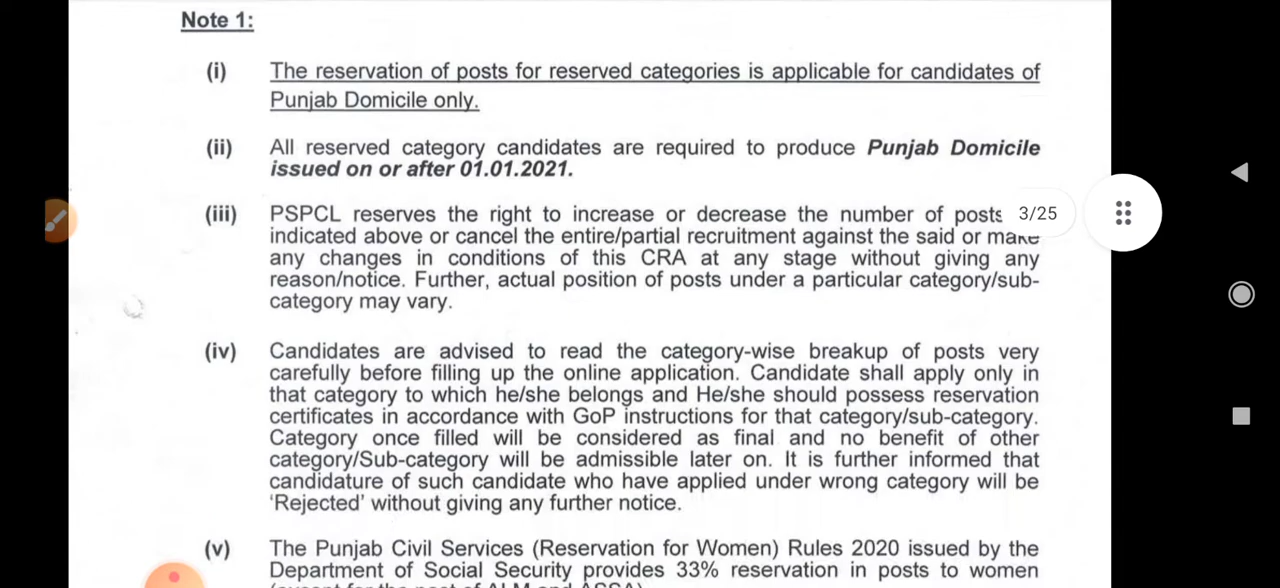 Note 1:
(i) The reservation of posts for reserved categories is applicable for candidates of
Punjab Domicile only.
(ii) All reserved category candidates are required to produce Punjab Domicile
issued on or after 01.01.2021.
(iii) PSPCL reserves the right to increase or decrease the number of posts 3/25
indicated above or cancel the entire/partial recruitment against the said or make
any changes in conditions of this CRA at any stage without giving any
reason/notice. Further, actual position of posts under a particular category/sub-
category may vary.
(iv) Candidates are advised to read the category-wise breakup of posts very
carefully before filling up the online application. Candidate shall apply only in
that category to which he/she belongs and He/she should possess reservation
certificates in accordance with GoP instructions for that category/sub-category.
Category once filled will be considered as final and no benefit of other
category/Sub-category will be admissible later on. It is further informed that
candidature of such candidate who have applied under wrong category will be
‘Rejected’ without giving any further notice.
(v) The Punjab Civil Services (Reservation for Women) Rules 2020 issued by the
Department of Social Security provides 33% reservation in posts to women